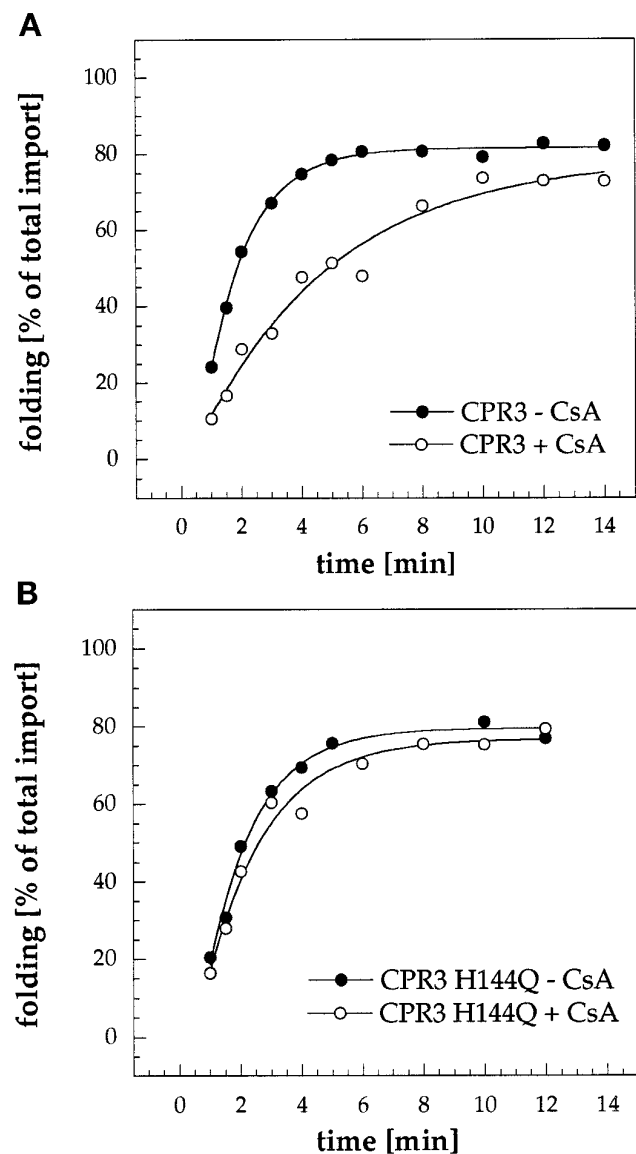 A
100
80
60
40
20
0
folding [% of total import]
CPR3 - CsA
CPR3 + CsA
0 2 4 6 8 10 12 14
time [min]
B
100
80
60
40
20
0
folding [% of total import]
CPR3 H144Q - CsA
CPR3 H144Q + CsA
0 2 4 6 8 10 12 14
time [min]